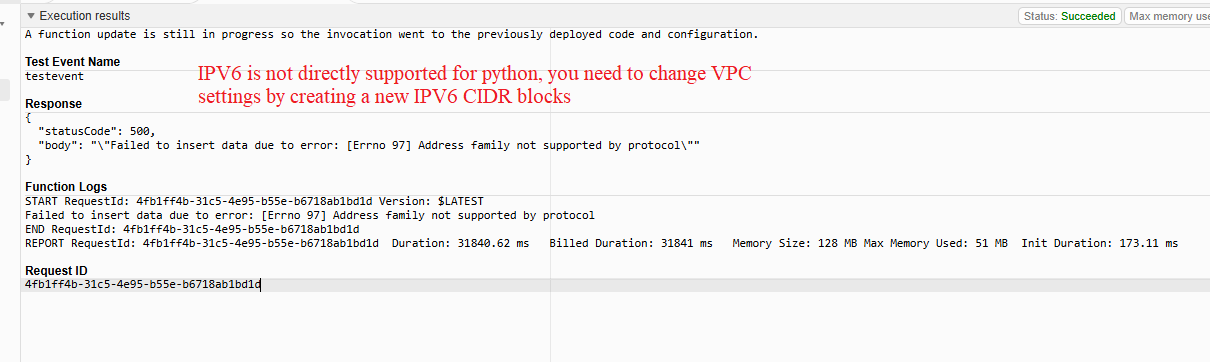 Execution results
Status: Succeeded
Max memory use
A function update is still in progress so the invocation went to the previously deployed code and configuration.
Test Event Name
testevent
IPV6 is not directly supported for python, you need to change VPC
settings by creating a new IPV6 CIDR blocks
Response
{
"statusCode": 500,
"body": "\"Failed to insert data due to error: [Errno 97] Address family not supported by protocol\""
}
Function Logs
START RequestId: 4fb1ff4b-31c5-4e95-b55e-b6718ab1bd1d Version: $LATEST
Failed to insert data due to error: [Errno 97] Address family not supported by protocol
END RequestId: 4fb1ff4b-31c5-4e95-b55e-b6718ab1bd1d
REPORT RequestId: 4fb1ff4b-31c5-4e95-b55e-b6718ab1bd1d Duration: 31840.62 ms Billed Duration: 31841 ms Memory Size: 128 MB Max Memory Used: 51 MB Init Duration: 173.11 ms
Request ID
4fb1ff4b-31c5-4e95-b55e-b6718ab1bd1d